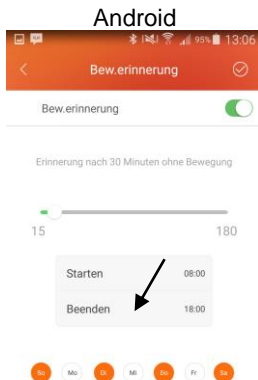 Android
95% 13:06
Bew.erinnerung
Bew.erinnerung
Erinnerung nach 30 Minuten ohne Bewegung
15 180
Starten 08:00
Beenden 18:00
So Mo Di Mi Do Fr Sa